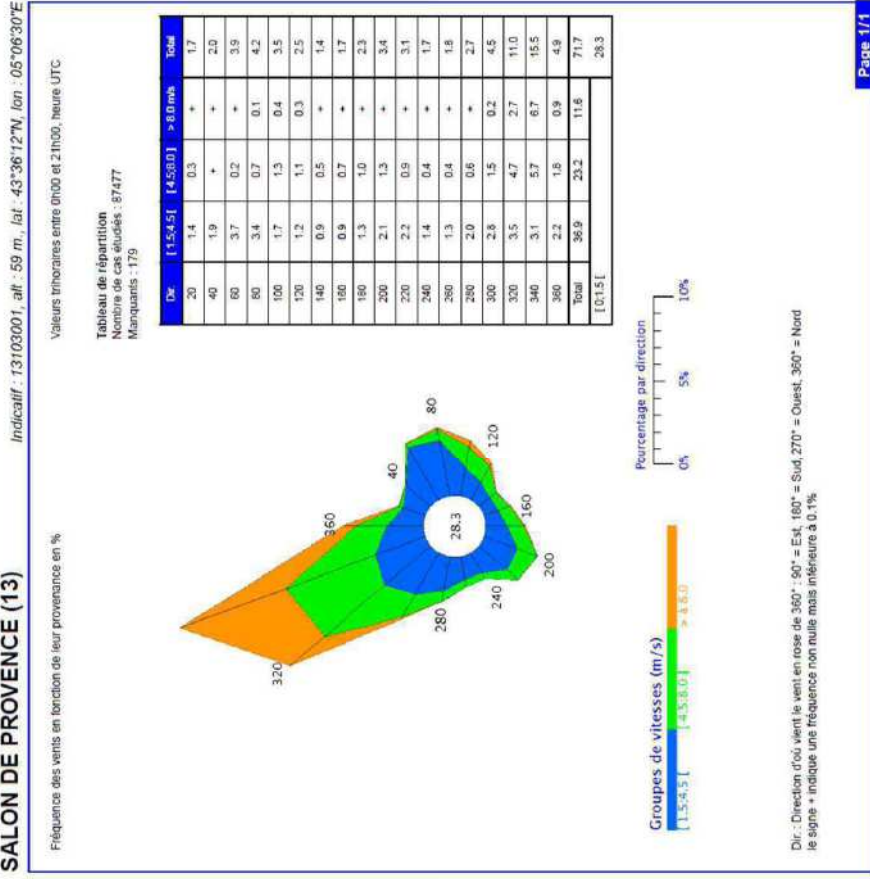 SALON DE PROVENCE (13)
Indicatif : 13103001, alt : 59 m., lat : 43°36'12"N, lon : 05°06'30"E
Fréquence des vents en fonction de leur provenance en %
Valeurs trihoraires entre 0h00 et 21h00, heure UTC
Tableau de répartition
Nombre de cas étudiés : 87477
Manquants : 179
Dir. [ 1.5;4.5 [ [ 4.5;8.0 ] > 8.0 m/s Total
20 1.4 0.3 + 1.7
40 1.9 + + 2.0
60 3.7 0.2 + 3.9
80 3.4 0.7 0.1 4.2
100 1.7 1.3 0.4 3.5
120 1.2 1.1 0.3 2.5
140 0.9 0.5 + 1.4
160 0.9 0.7 + 1.7
180 1.3 1.0 + 2.3
200 2.1 1.3 + 3.4
220 2.2 0.9 + 3.1
240 1.4 0.4 + 1.7
260 1.3 0.4 + 1.8
280 2.0 0.6 + 2.7
300 2.8 1.5 0.2 4.5
320 3.5 4.7 2.7 11.0
340 3.1 5.7 6.7 15.5
360 2.2 1.8 0.9 4.9
Total 36.9 23.2 11.6 71.7
[ 0;1.5 [ 28.3
360
40
80
120
160
200
240
280
320
28.3
Groupes de vitesses (m/s)
[ 1.5;4.5 [ [ 4.5;8.0 ] > à 8.0
Pourcentage par direction
0% 5% 10%
Dir. : Direction d'où vient le vent en rose de 360° : 90° = Est, 180° = Sud, 270° = Ouest, 360° = Nord
le signe + indique une fréquence non nulle mais inférieure à 0.1%
Page 1/1